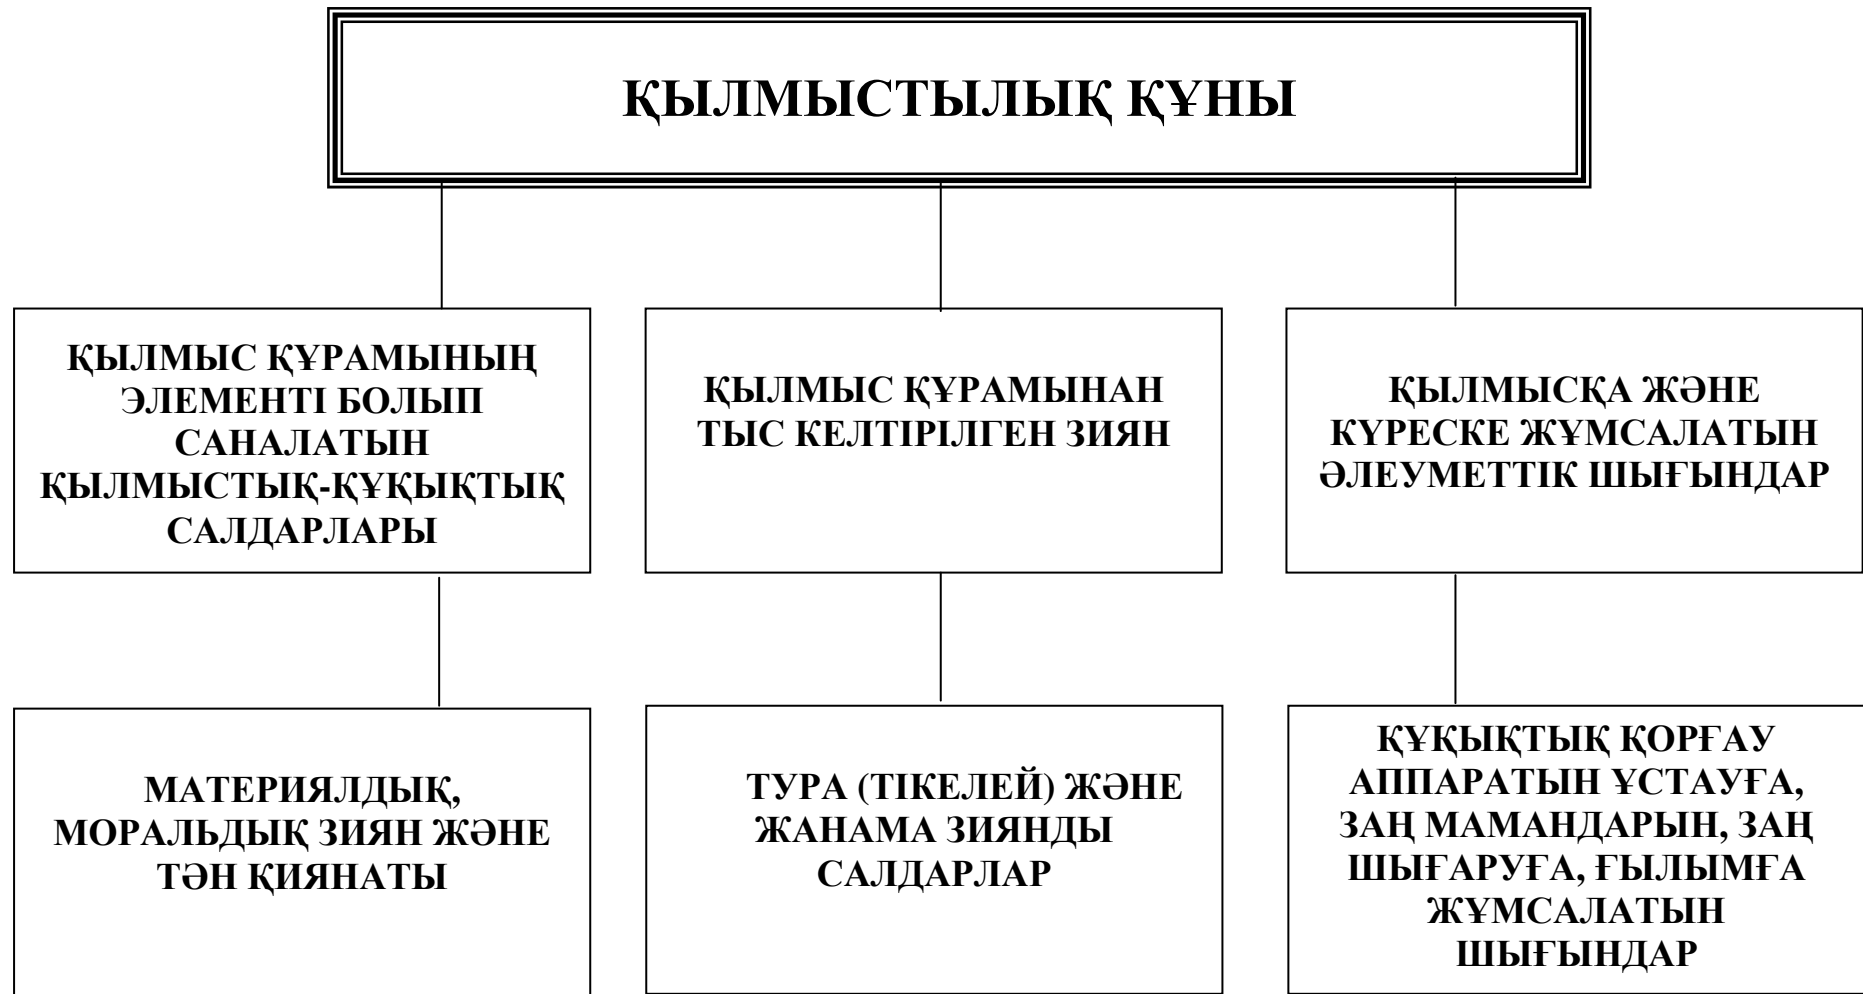 ҚЫЛМЫСТЫЛЫҚ ҚҰНЫ
ҚЫЛМЫС ҚҰРАМЫНЫҢ
ЭЛЕМЕНТІ БОЛЫП
САНАЛАТЫН
ҚЫЛМЫСТЫҚ-ҚҰҚЫҚТЫҚ
САЛДАРЛАРЫ
ҚЫЛМЫС ҚҰРАМЫНАН
ТЫС КЕЛТІРІЛГЕН ЗИЯН
ҚЫЛМЫСҚА ЖӘНЕ
КҮРЕСКЕ ЖҰМСАЛАТЫН
ӘЛЕУМЕТТІК ШЫҒЫНДАР
МАТЕРИЯЛДЫҚ,
МОРАЛЬДЫҚ ЗИЯН ЖӘНЕ
ТӘН ҚИЯНАТЫ
ТУРА (ТІКЕЛЕЙ) ЖӘНЕ
ЖАНАМА ЗИЯНДЫ
САЛДАРЛАР
ҚҰҚЫҚТЫҚ ҚОРҒАУ
АППАРАТЫН ҰСТАУҒА,
ЗАҢ МАМАНДАРЫН, ЗАҢ
ШЫҒАРУҒА, ҒЫЛЫМҒА
ЖҰМСАЛАТЫН
ШЫҒЫНДАР